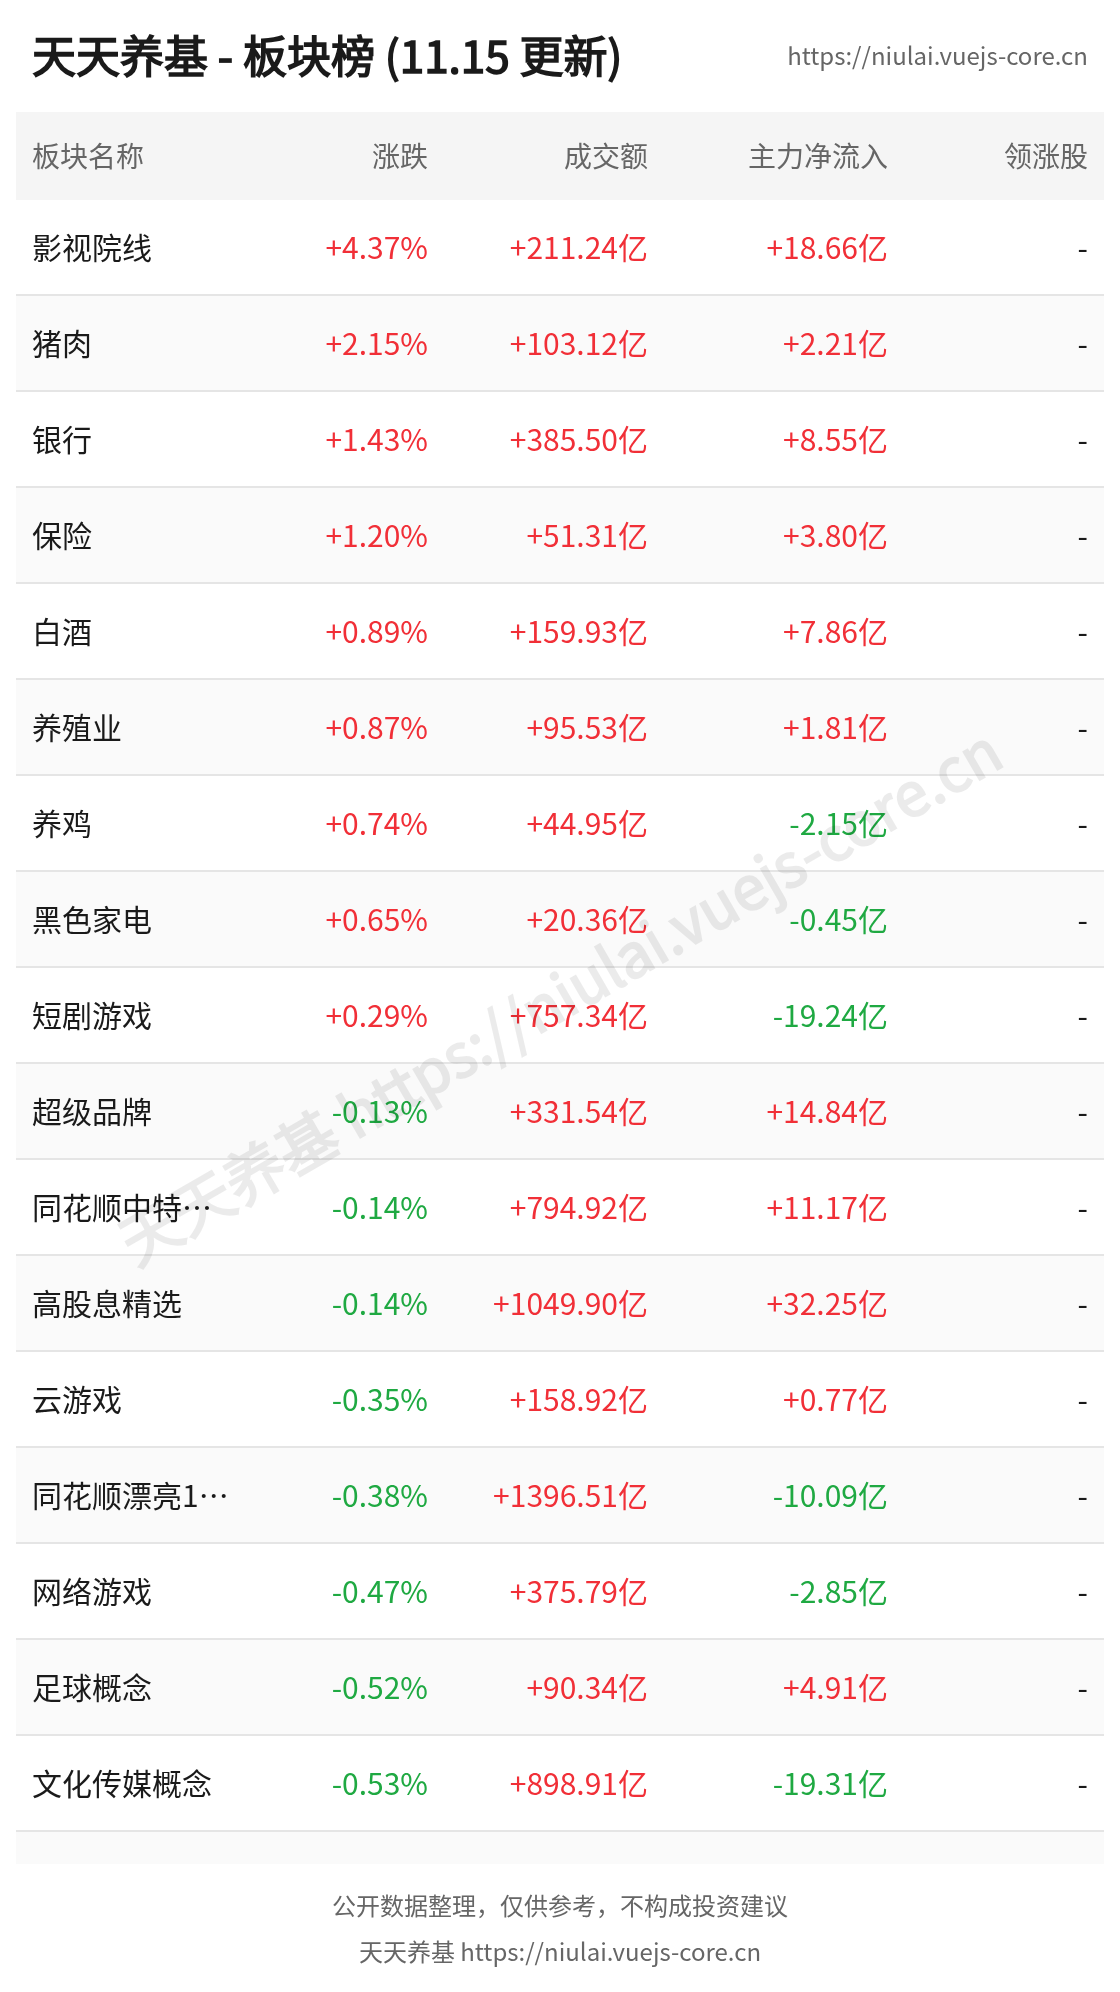 天天养基 - 板块榜 (11.15 更新) https://niulai.vuejs-core.cn
板块名称 涨跌 成交额 主力净流入 领涨股
影视院线 +4.37% +211.24亿 +18.66亿 -
猪肉 +2.15% +103.12亿 +2.21亿 -
银行 +1.43% +385.50亿 +8.55亿 -
保险 +1.20% +51.31亿 +3.80亿 -
白酒 +0.89% +159.93亿 +7.86亿 -
养殖业 +0.87% +95.53亿 +1.81亿 -
养鸡 +0.74% +44.95亿 -2.15亿 -
黑色家电 +0.65% +20.36亿 -0.45亿 -
短剧游戏 +0.29% +757.34亿 -19.24亿 -
超级品牌 -0.13% +331.54亿 +14.84亿 -
同花顺中特… -0.14% +794.92亿 +11.17亿 -
高股息精选 -0.14% +1049.90亿 +32.25亿 -
云游戏 -0.35% +158.92亿 +0.77亿 -
同花顺漂亮1… -0.38% +1396.51亿 -10.09亿 -
网络游戏 -0.47% +375.79亿 -2.85亿 -
足球概念 -0.52% +90.34亿 +4.91亿 -
文化传媒概念 -0.53% +898.91亿 -19.31亿 -
天天养基 https://niulai.vuejs-core.cn
公开数据整理，仅供参考，不构成投资建议
天天养基 https://niulai.vuejs-core.cn